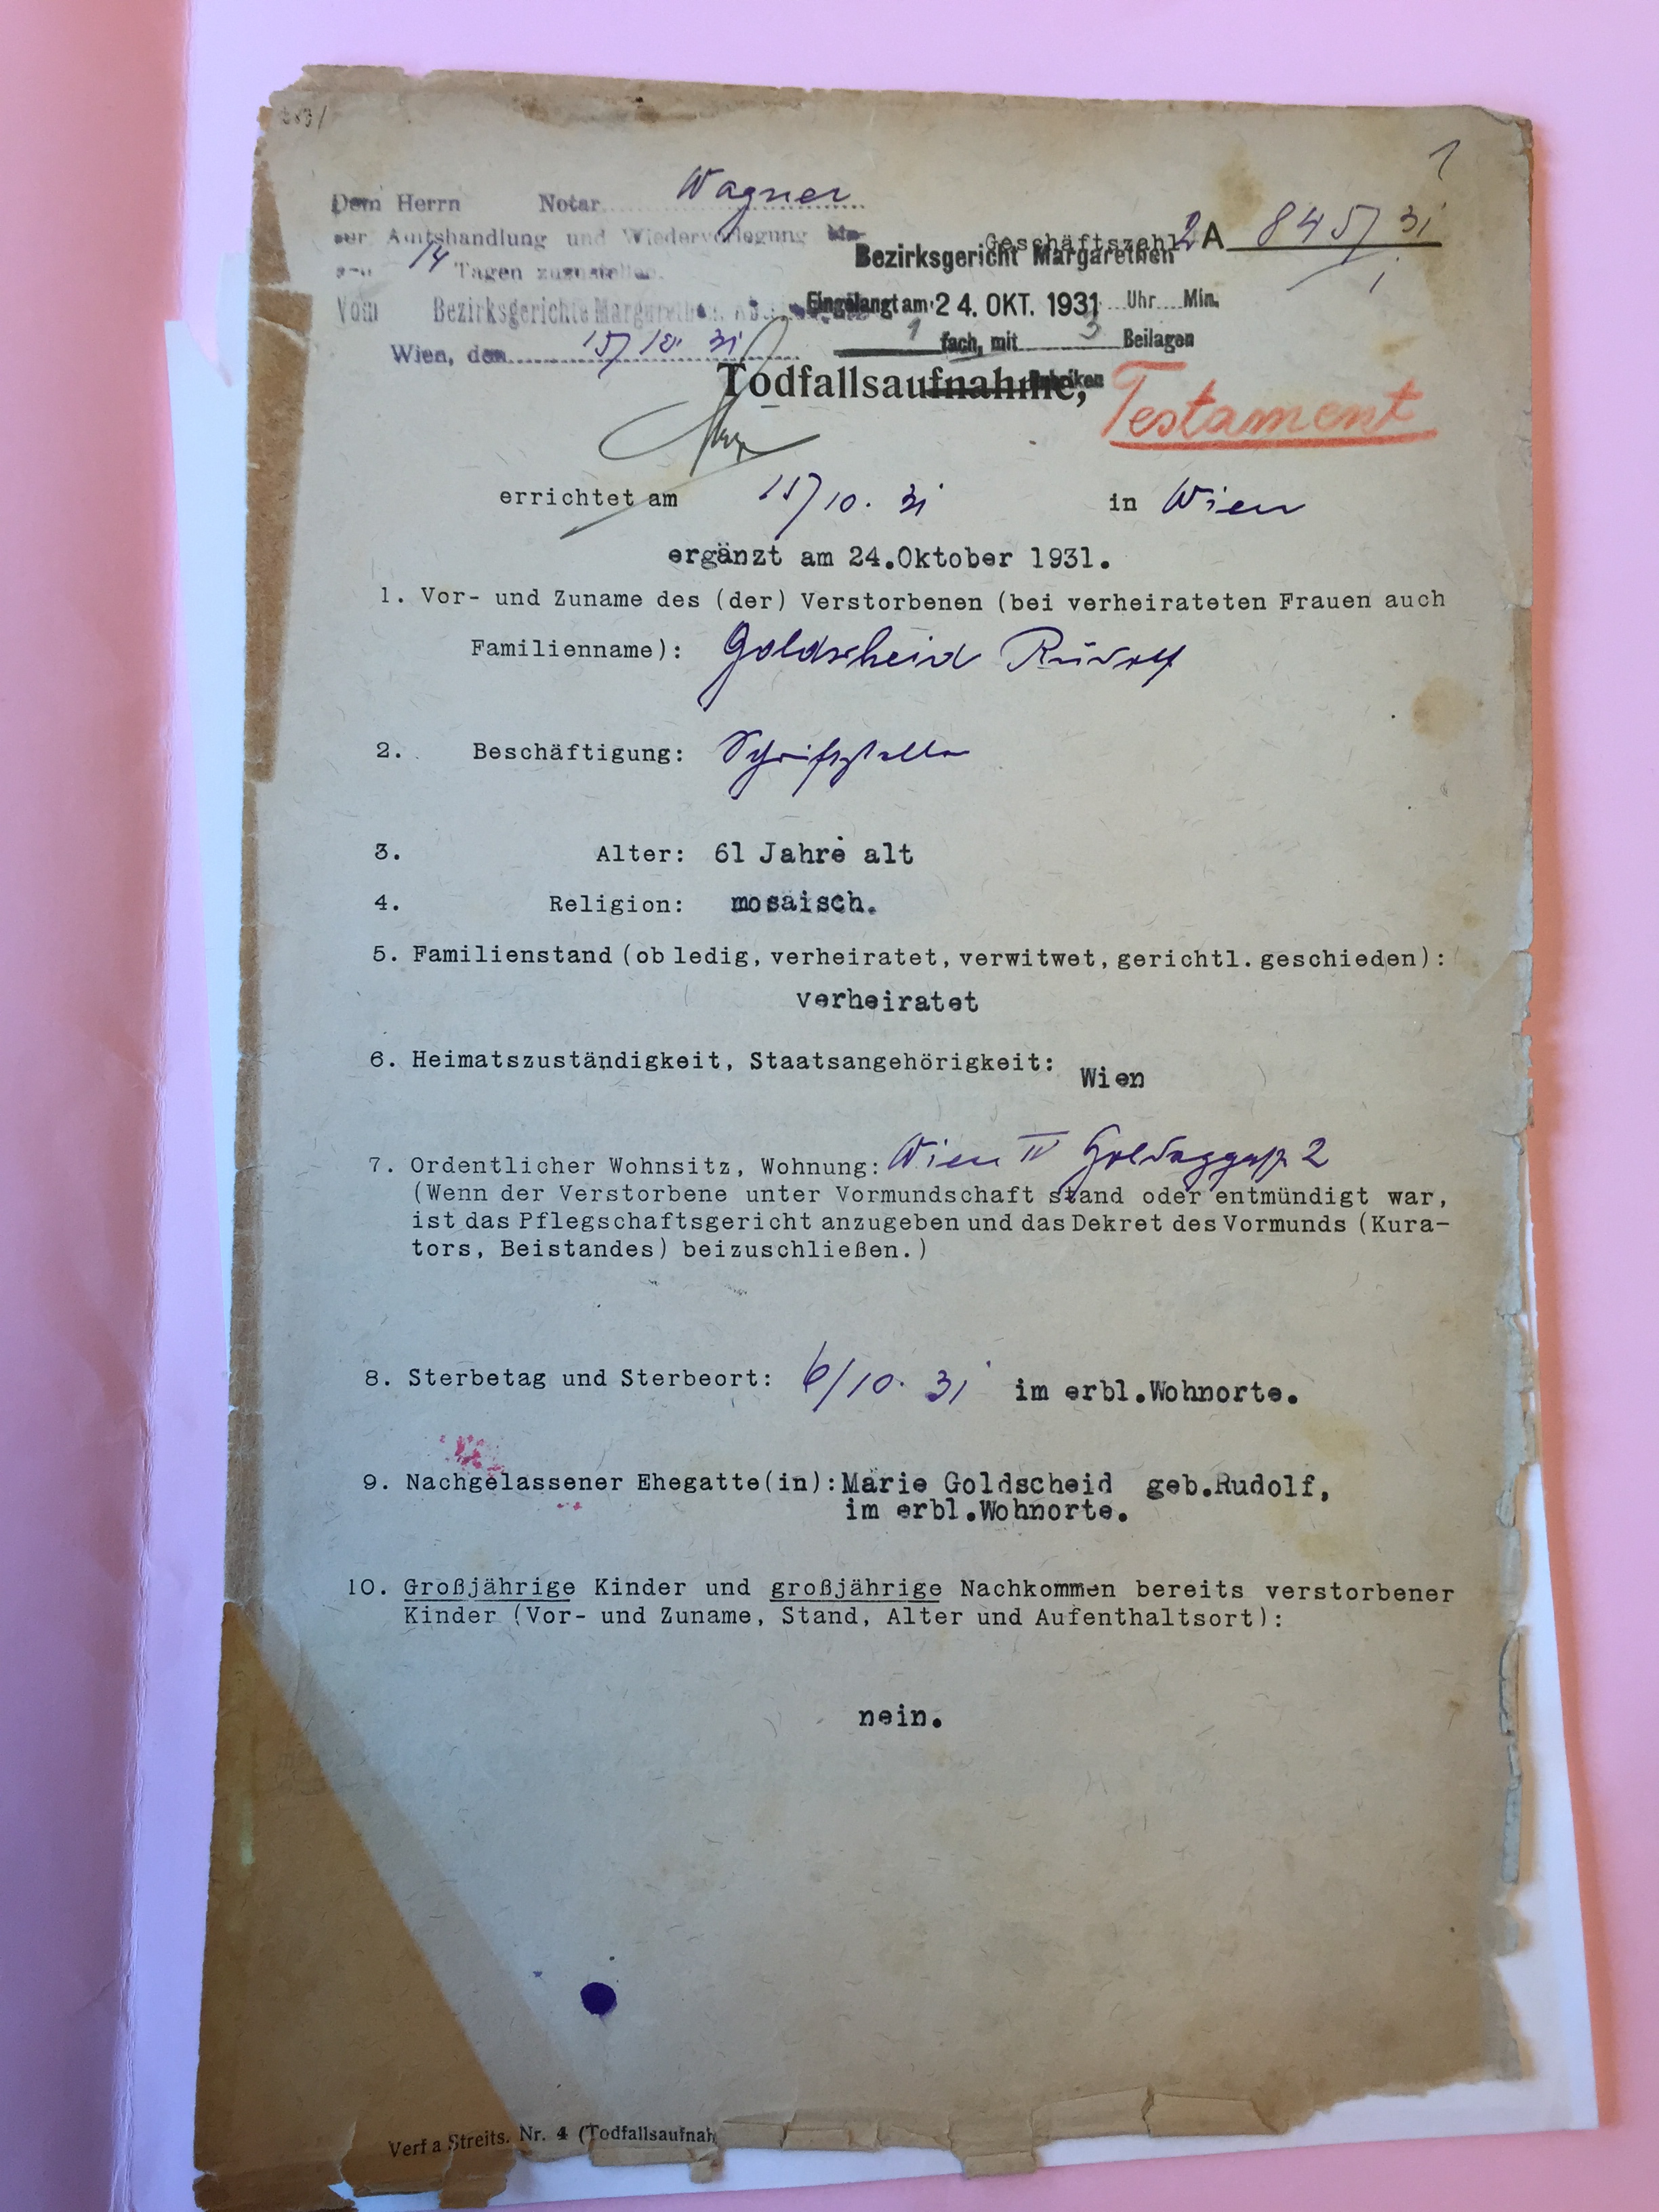 1
Dem Herrn Notar Wagner
zur Amtshandlung und Wiedervorlegung
14 Tagen zuzustellen.
Geschäftszahl 2 A 845/31
1
Bezirksgericht Margarethen
Vom Bezirksgerichte Margarethen
Eingelangt am 24. OKT. 1931 Uhr Min.
1 fach, mit 3 Beilagen
Rubriken
Wien, den 15/10. 31
Todfallsaufnahme,
Testament
errichtet am 15/10. 31 in Wien
ergänzt am 24.Oktober 1931.
1. Vor- und Zuname des (der) Verstorbenen (bei verheirateten Frauen auch
Familienname): Goldscheid Rudolf
2. Beschäftigung: Schriftsteller
3. Alter: 61 Jahre alt
4. Religion: mosaisch.
5. Familienstand (ob ledig, verheiratet, verwitwet, gerichtl. geschieden):
verheiratet
6. Heimatszuständigkeit, Staatsangehörigkeit: Wien
7. Ordentlicher Wohnsitz, Wohnung: Wien IV Goldeggasse 2
(Wenn der Verstorbene unter Vormundschaft stand oder entmündigt war,
ist das Pflegschaftsgericht anzugeben und das Dekret des Vormunds (Kura-
tors, Beistandes) beizuschließen.)
8. Sterbetag und Sterbeort: 6/10. 31 im erbl.Wohnorte.
9. Nachgelassener Ehegatte(in): Marie Goldscheid geb.Rudolf,
im erbl.Wohnorte.
10. Großjährige Kinder und großjährige Nachkommen bereits verstorbener
Kinder (Vor- und Zuname, Stand, Alter und Aufenthaltsort):
nein.
Verf a Streits. Nr. 4 (Todfallsaufnah